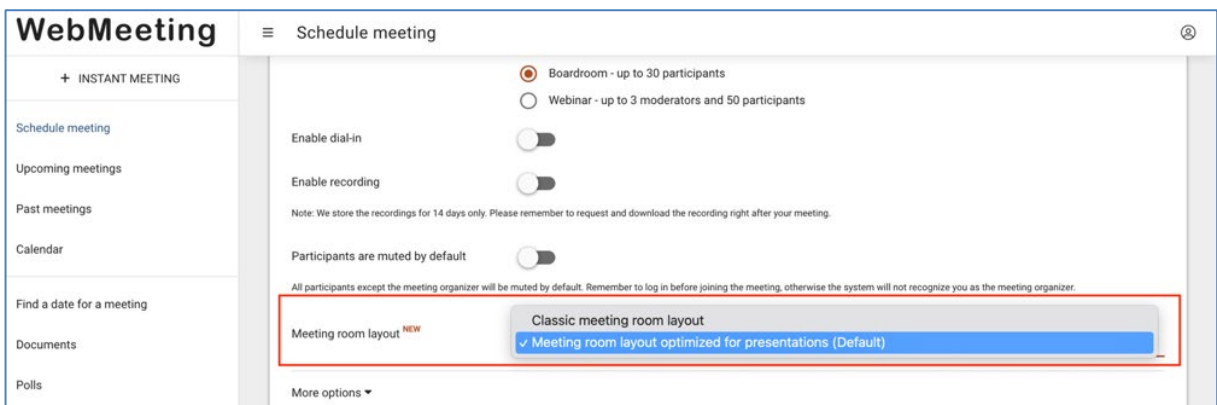 WebMeeting
Schedule meeting
+ INSTANT MEETING
Schedule meeting
Upcoming meetings
Past meetings
Calendar
Find a date for a meeting
Documents
Polls
Boardroom - up to 30 participants
Webinar - up to 3 moderators and 50 participants
Enable dial-in
Enable recording
Note: We store the recordings for 14 days only. Please remember to request and download the recording right after your meeting.
Participants are muted by default
All participants except the meeting organizer will be muted by default. Remember to log in before joining the meeting, otherwise the system will not recognize you as the meeting organizer.
Meeting room layout NEW
Classic meeting room layout
✓ Meeting room layout optimized for presentations (Default)
More options